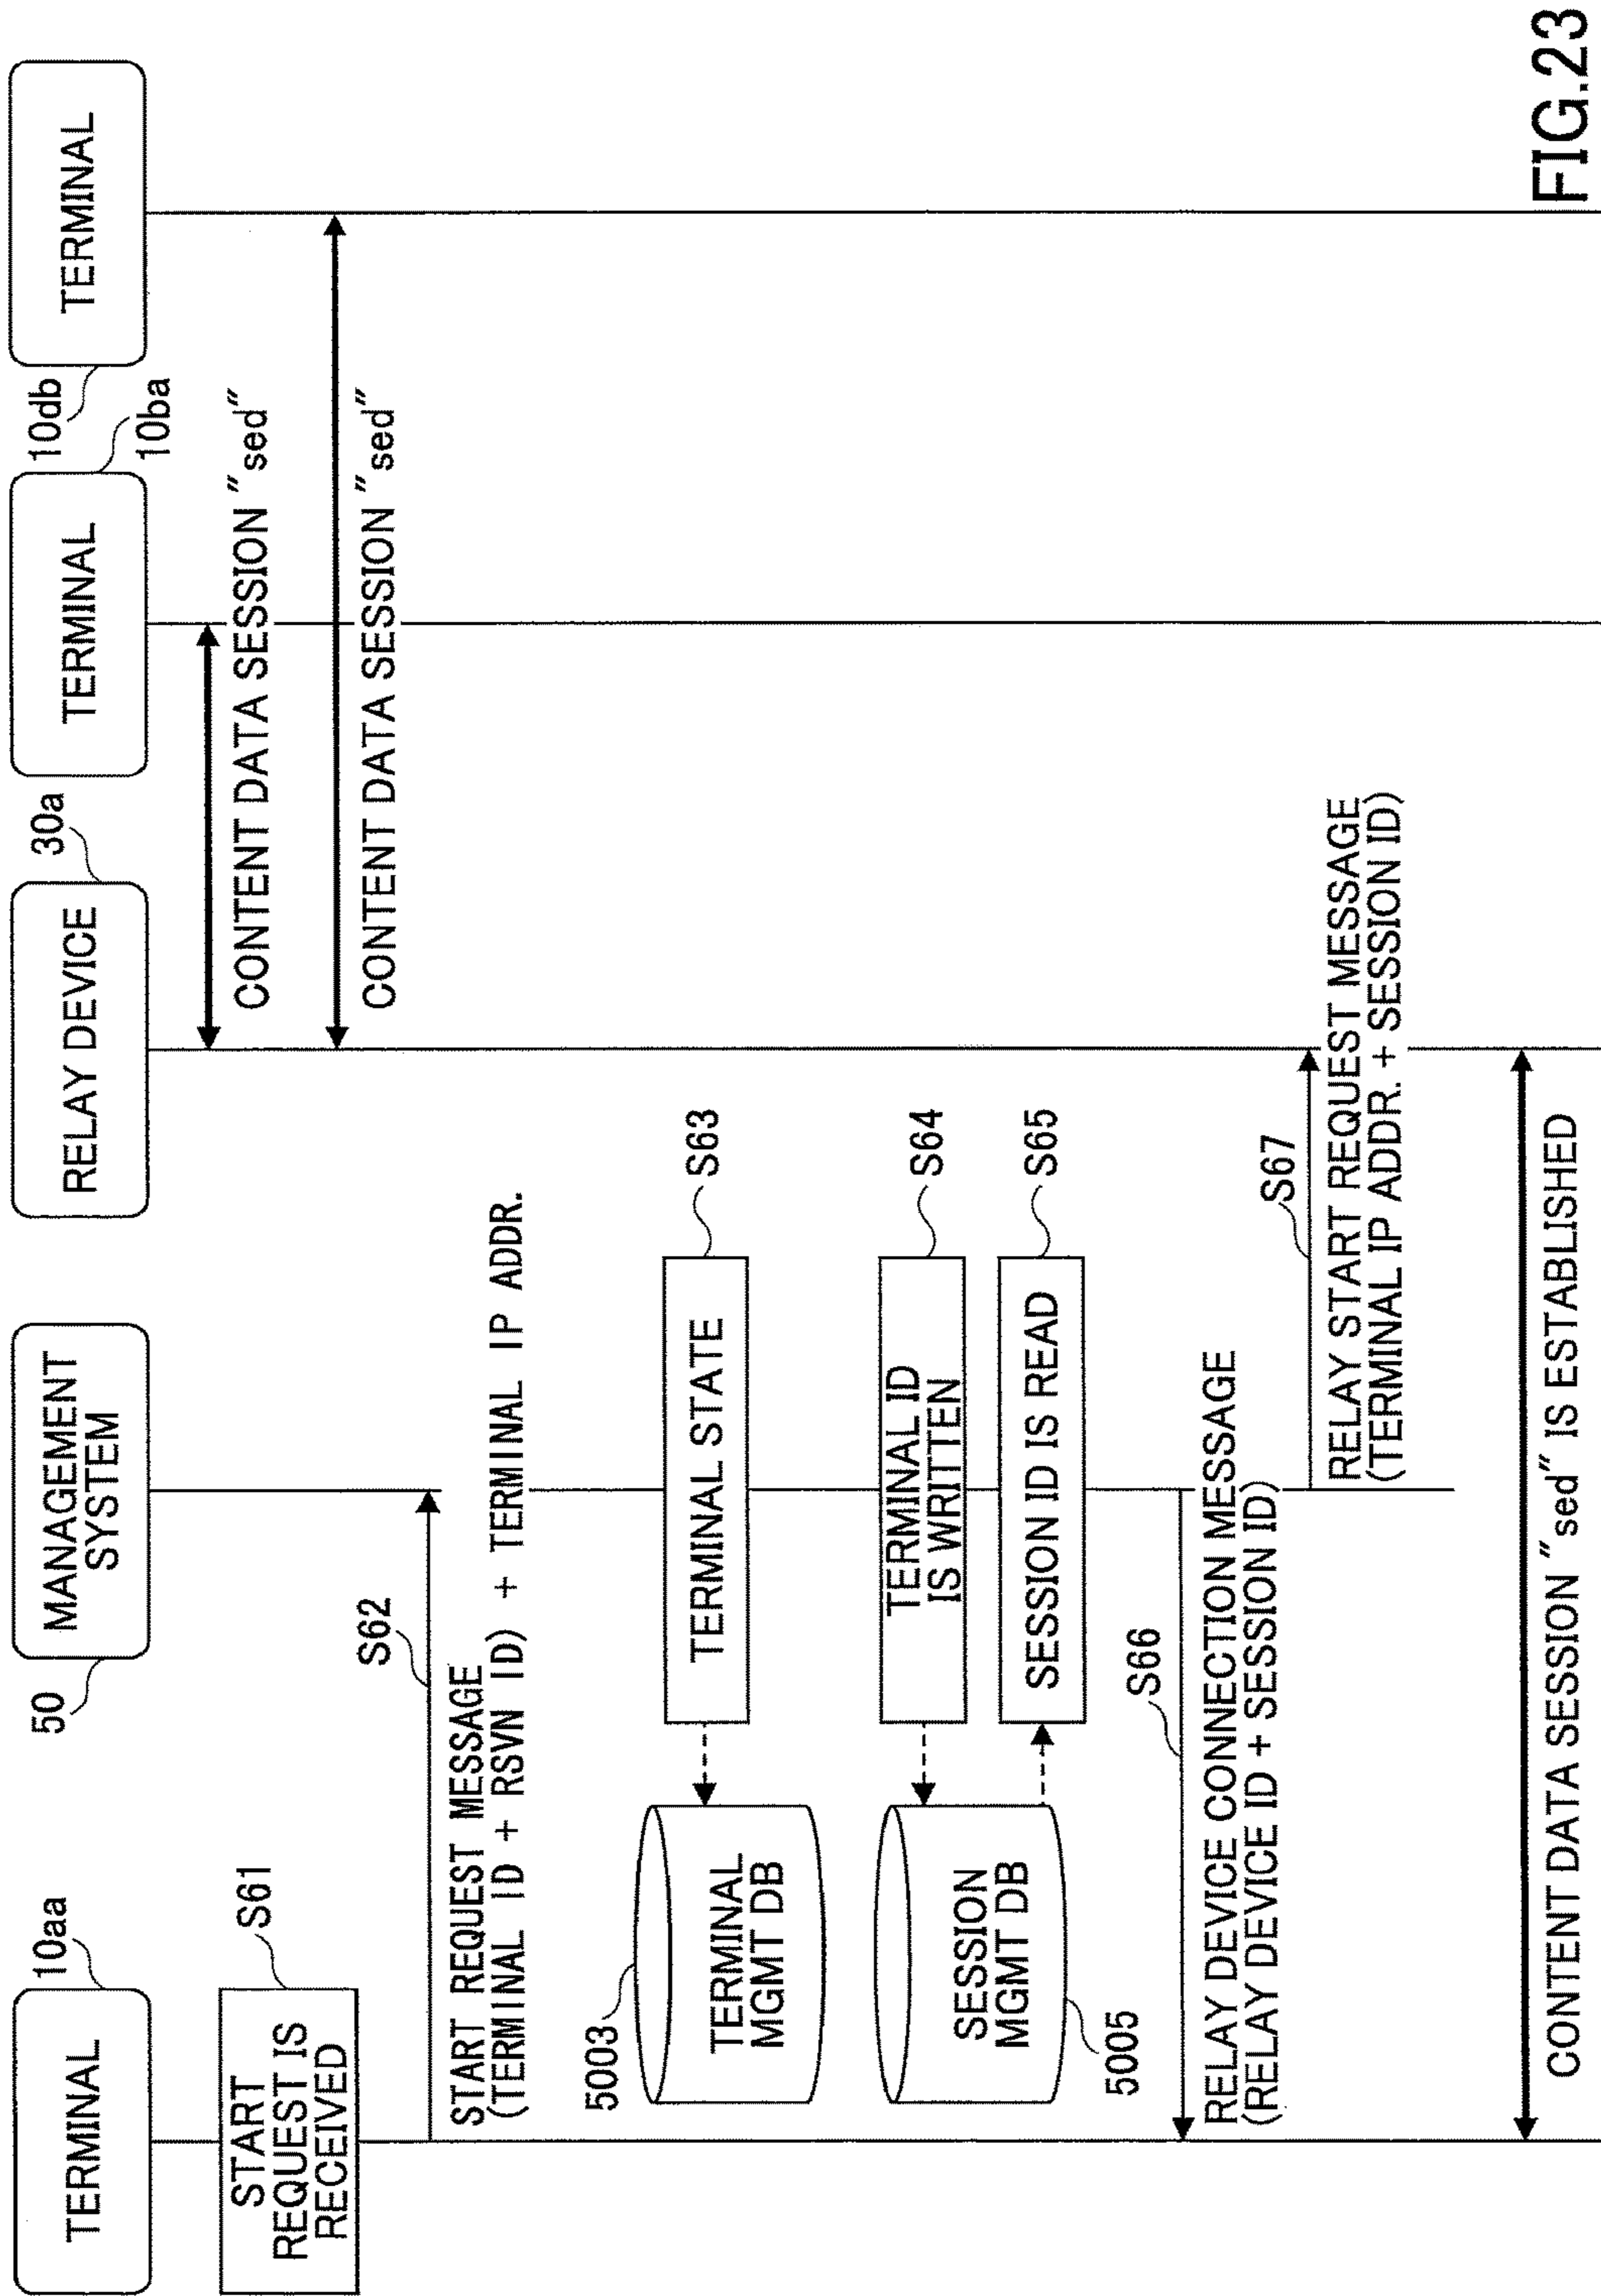 TERMINAL
10aa
50
MANAGEMENT
SYSTEM
RELAY DEVICE
30a
TERMINAL
10ba
10db
TERMINAL
CONTENT DATA SESSION "sed"
CONTENT DATA SESSION "sed"
START
REQUEST IS
RECEIVED
S61
S62
START REQUEST MESSAGE
(TERMINAL ID + RSVN ID) + TERMINAL IP ADDR.
5003
TERMINAL
MGMT DB
TERMINAL STATE
S63
SESSION
MGMT DB
5005
TERMINAL ID
IS WRITTEN
S64
SESSION ID IS READ
S65
S66
RELAY DEVICE CONNECTION MESSAGE
(RELAY DEVICE ID + SESSION ID)
S67
RELAY START REQUEST MESSAGE
(TERMINAL IP ADDR. + SESSION ID)
CONTENT DATA SESSION "sed" IS ESTABLISHED
FIG.23